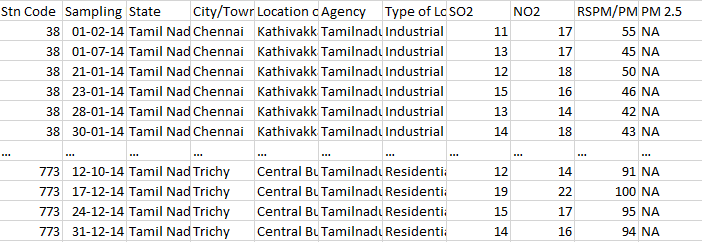 Stn Code Sampling State City/Town Location c Agency Type of Lo SO2 NO2 RSPM/PM PM 2.5
38 01-02-14 Tamil Nad Chennai Kathivakk Tamilnadu Industrial 11 17 55 NA
38 01-07-14 Tamil Nad Chennai Kathivakk Tamilnadu Industrial 13 17 45 NA
38 21-01-14 Tamil Nad Chennai Kathivakk Tamilnadu Industrial 12 18 50 NA
38 23-01-14 Tamil Nad Chennai Kathivakk Tamilnadu Industrial 15 16 46 NA
38 28-01-14 Tamil Nad Chennai Kathivakk Tamilnadu Industrial 13 14 42 NA
38 30-01-14 Tamil Nad Chennai Kathivakk Tamilnadu Industrial 14 18 43 NA
... ... ... ... ... ... ... ... ... ... ...
773 12-10-14 Tamil Nad Trichy Central Bu Tamilnadu Residentia 12 14 91 NA
773 17-12-14 Tamil Nad Trichy Central Bu Tamilnadu Residentia 19 22 100 NA
773 24-12-14 Tamil Nad Trichy Central Bu Tamilnadu Residentia 15 17 95 NA
773 31-12-14 Tamil Nad Trichy Central Bu Tamilnadu Residentia 14 16 94 NA